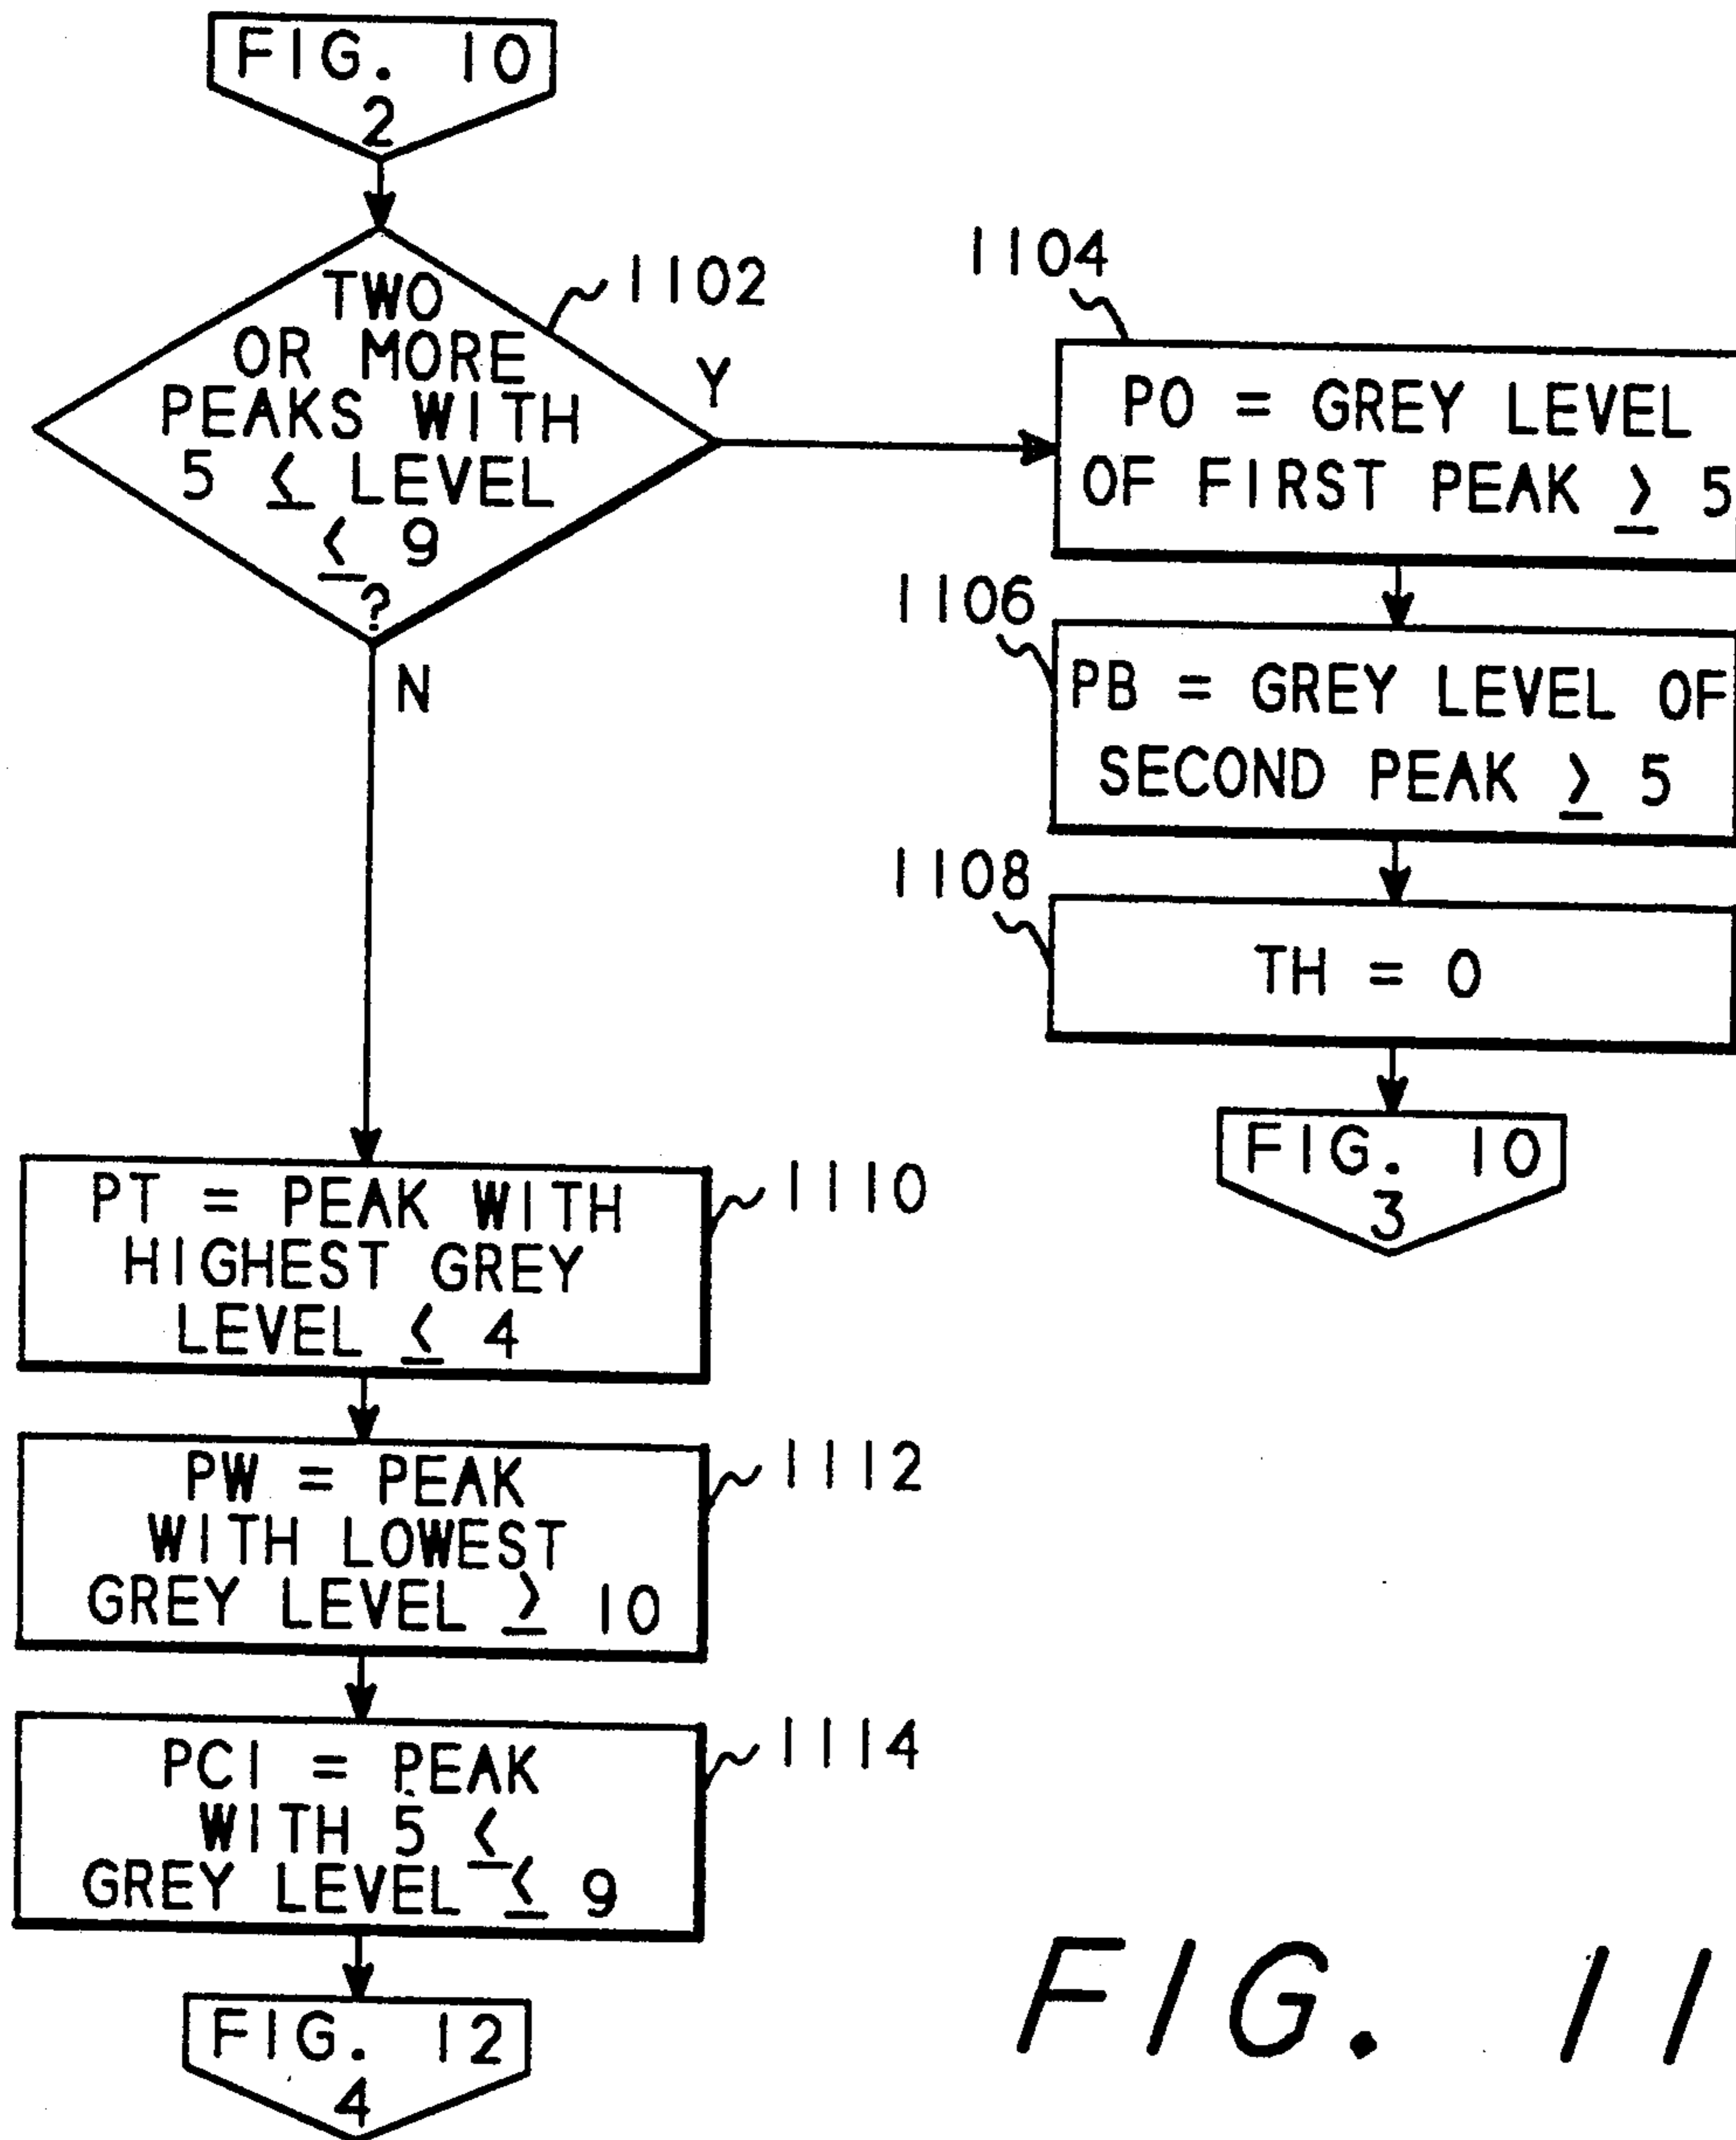 FIG. 10
2
TWO
OR MORE
PEAKS WITH
5 ≤ LEVEL
≤ 9
?
1102
Y
N
1104
PO = GREY LEVEL
OF FIRST PEAK ≥ 5
1106
PB = GREY LEVEL OF
SECOND PEAK ≥ 5
1108
TH = 0
FIG. 10
3
PT = PEAK WITH
HIGHEST GREY
LEVEL ≤ 4
1110
PW = PEAK
WITH LOWEST
GREY LEVEL ≥ 10
1112
PCI = PEAK
WITH 5 ≤
GREY LEVEL ≤ 9
1114
FIG. 12
4
FIG. 11